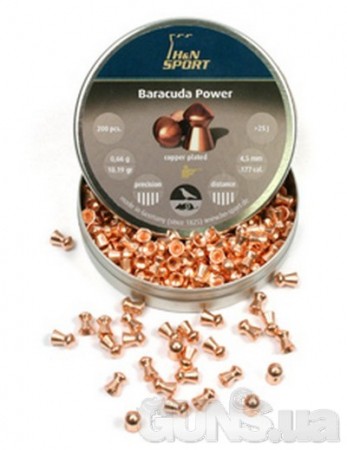 H&N
SPORT
Baracuda Power
200 pcs.
>25 J
copper plated
0,66 g
10,19 gr
4,5 mm
.177 cal.
precision
distance
made in Germany (since 1825) www.hn-sport.de
GUNS.ua